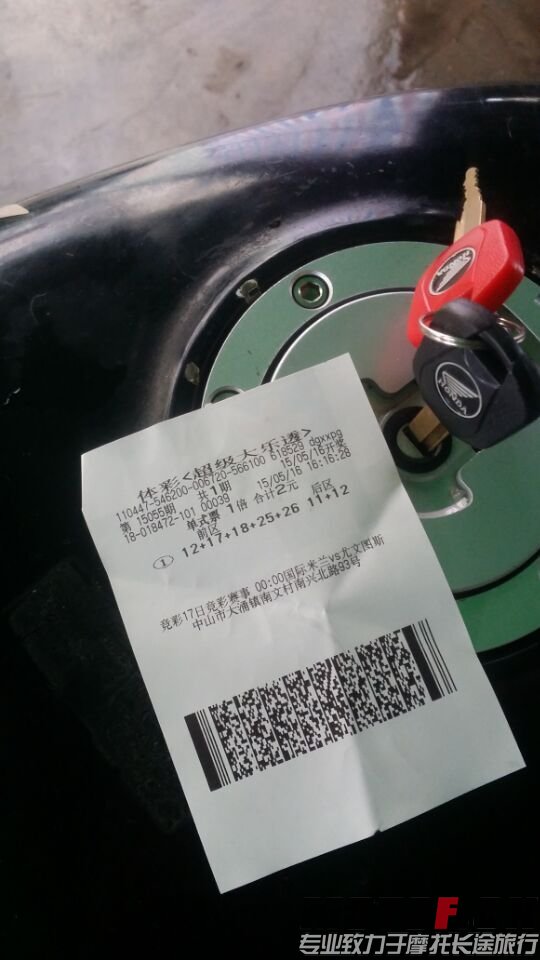 HONDA
HONDA
体彩<超级大乐透>
110447-546200-006720-566100 618529 dgxxpg
第 15055期 共1期 15/05/16开奖
18-018472-101 00039 15/05/16 16:16:28
单式票 1倍 合计2元
前区 后区
① 12+17+18+25+26 11+12
竞彩17日竞彩赛事 00:00国际米兰vs尤文图斯
中山市大涌镇南文村南兴北路93号
专业致力于摩托长途旅行